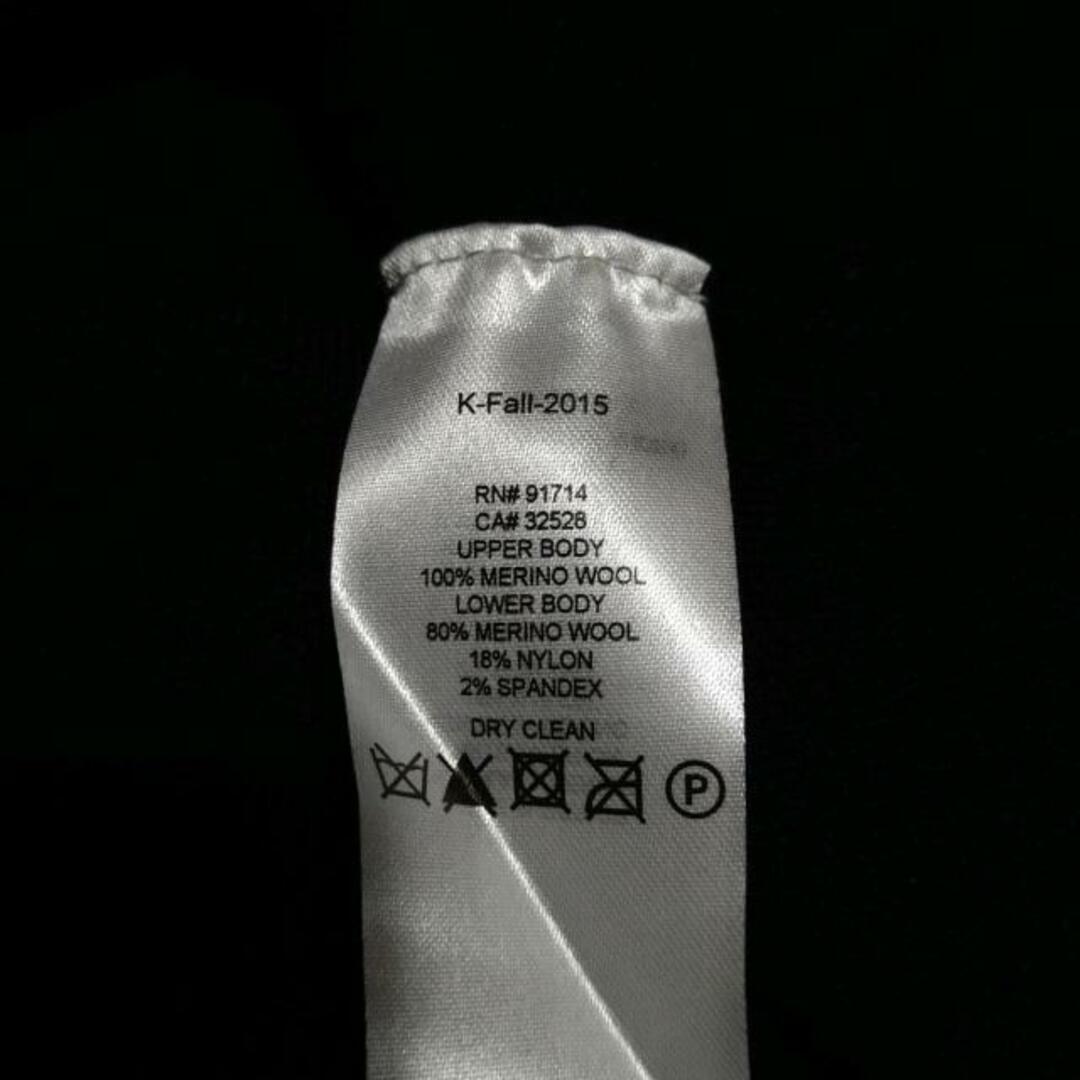 K-Fall-2015
RN# 91714
CA# 32528
UPPER BODY
100% MERINO WOOL
LOWER BODY
80% MERINO WOOL
18% NYLON
2% SPANDEX
DRY CLEAN
P